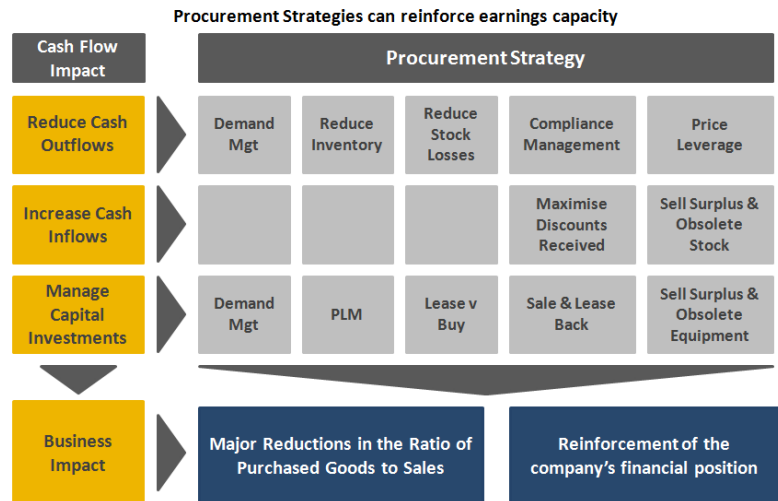 Procurement Strategies can reinforce earnings capacity
Cash Flow
Impact
Procurement Strategy
Reduce Cash
Outflows
Demand
Mgt
Reduce
Inventory
Reduce
Stock
Losses
Compliance
Management
Price
Leverage
Increase Cash
Inflows
Maximise
Discounts
Received
Sell Surplus &
Obsolete
Stock
Manage
Capital
Investments
Demand
Mgt
PLM
Lease v
Buy
Sale & Lease
Back
Sell Surplus &
Obsolete
Equipment
Business
Impact
Major Reductions in the Ratio of
Purchased Goods to Sales
Reinforcement of the
company's financial position